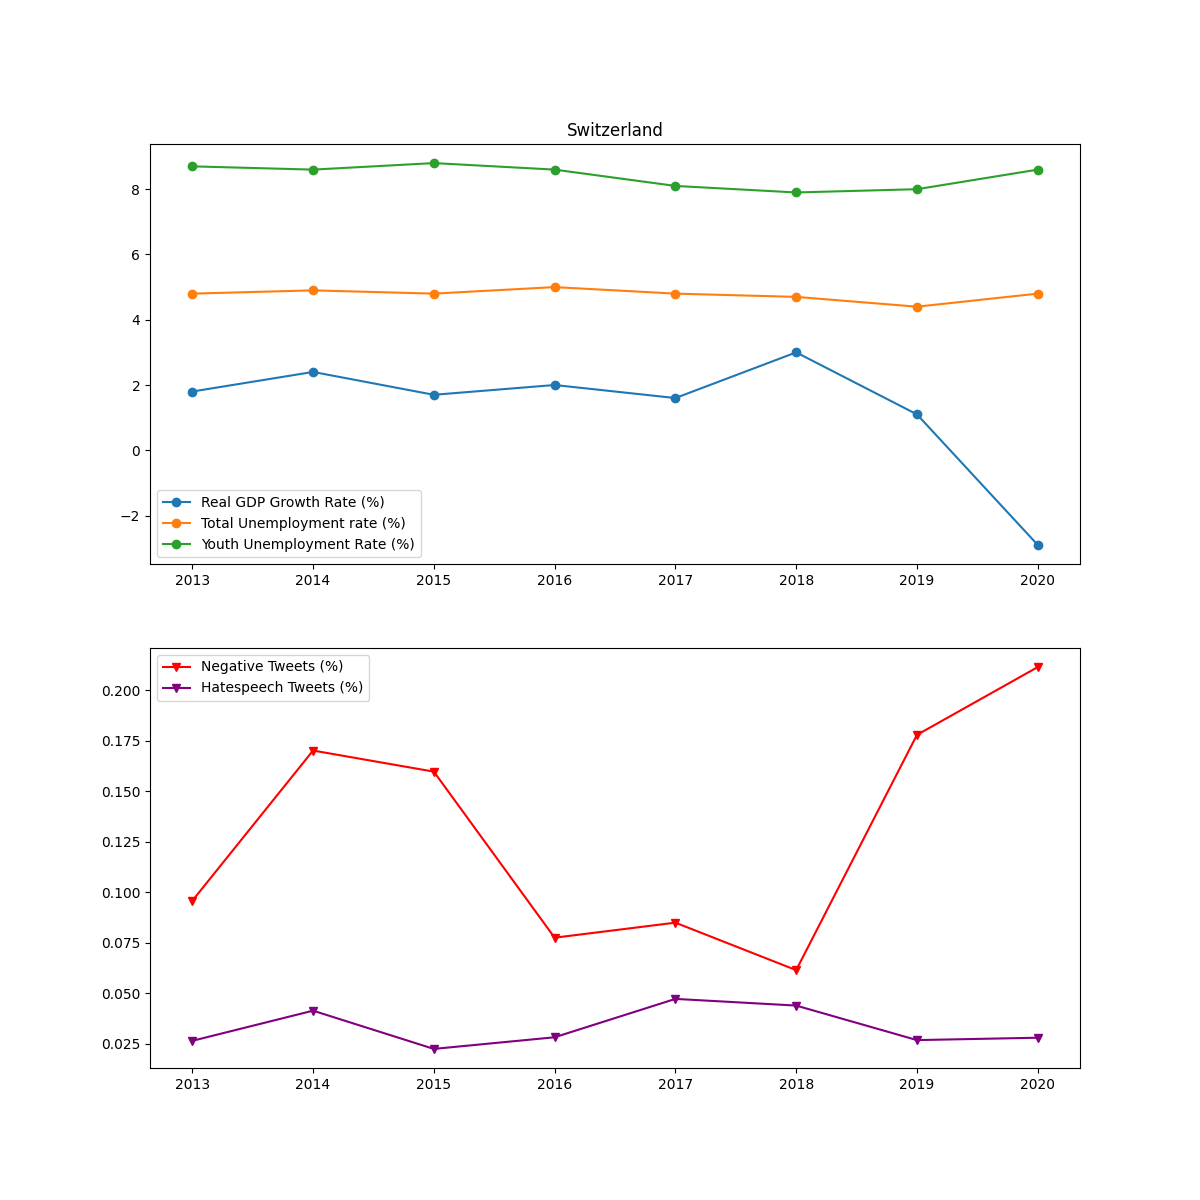 Switzerland
8
6
4
2
0
−2
Real GDP Growth Rate (%)
Total Unemployment rate (%)
Youth Unemployment Rate (%)
2013 2014 2015 2016 2017 2018 2019 2020
Negative Tweets (%)
Hatespeech Tweets (%)
0.200
0.175
0.150
0.125
0.100
0.075
0.050
0.025
2013 2014 2015 2016 2017 2018 2019 2020